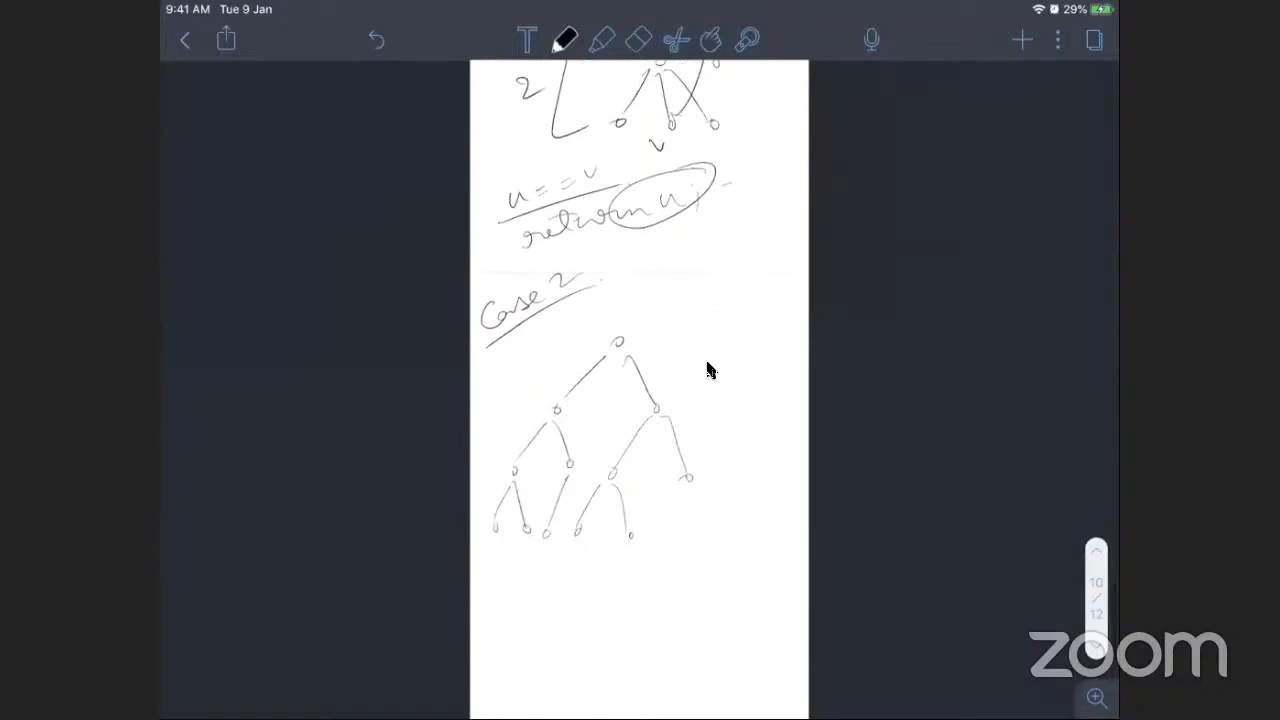 9:41 AM Tue 9 Jan
29%
T
2
v
u==v
return u;
Case 2
10
/
12
zoom